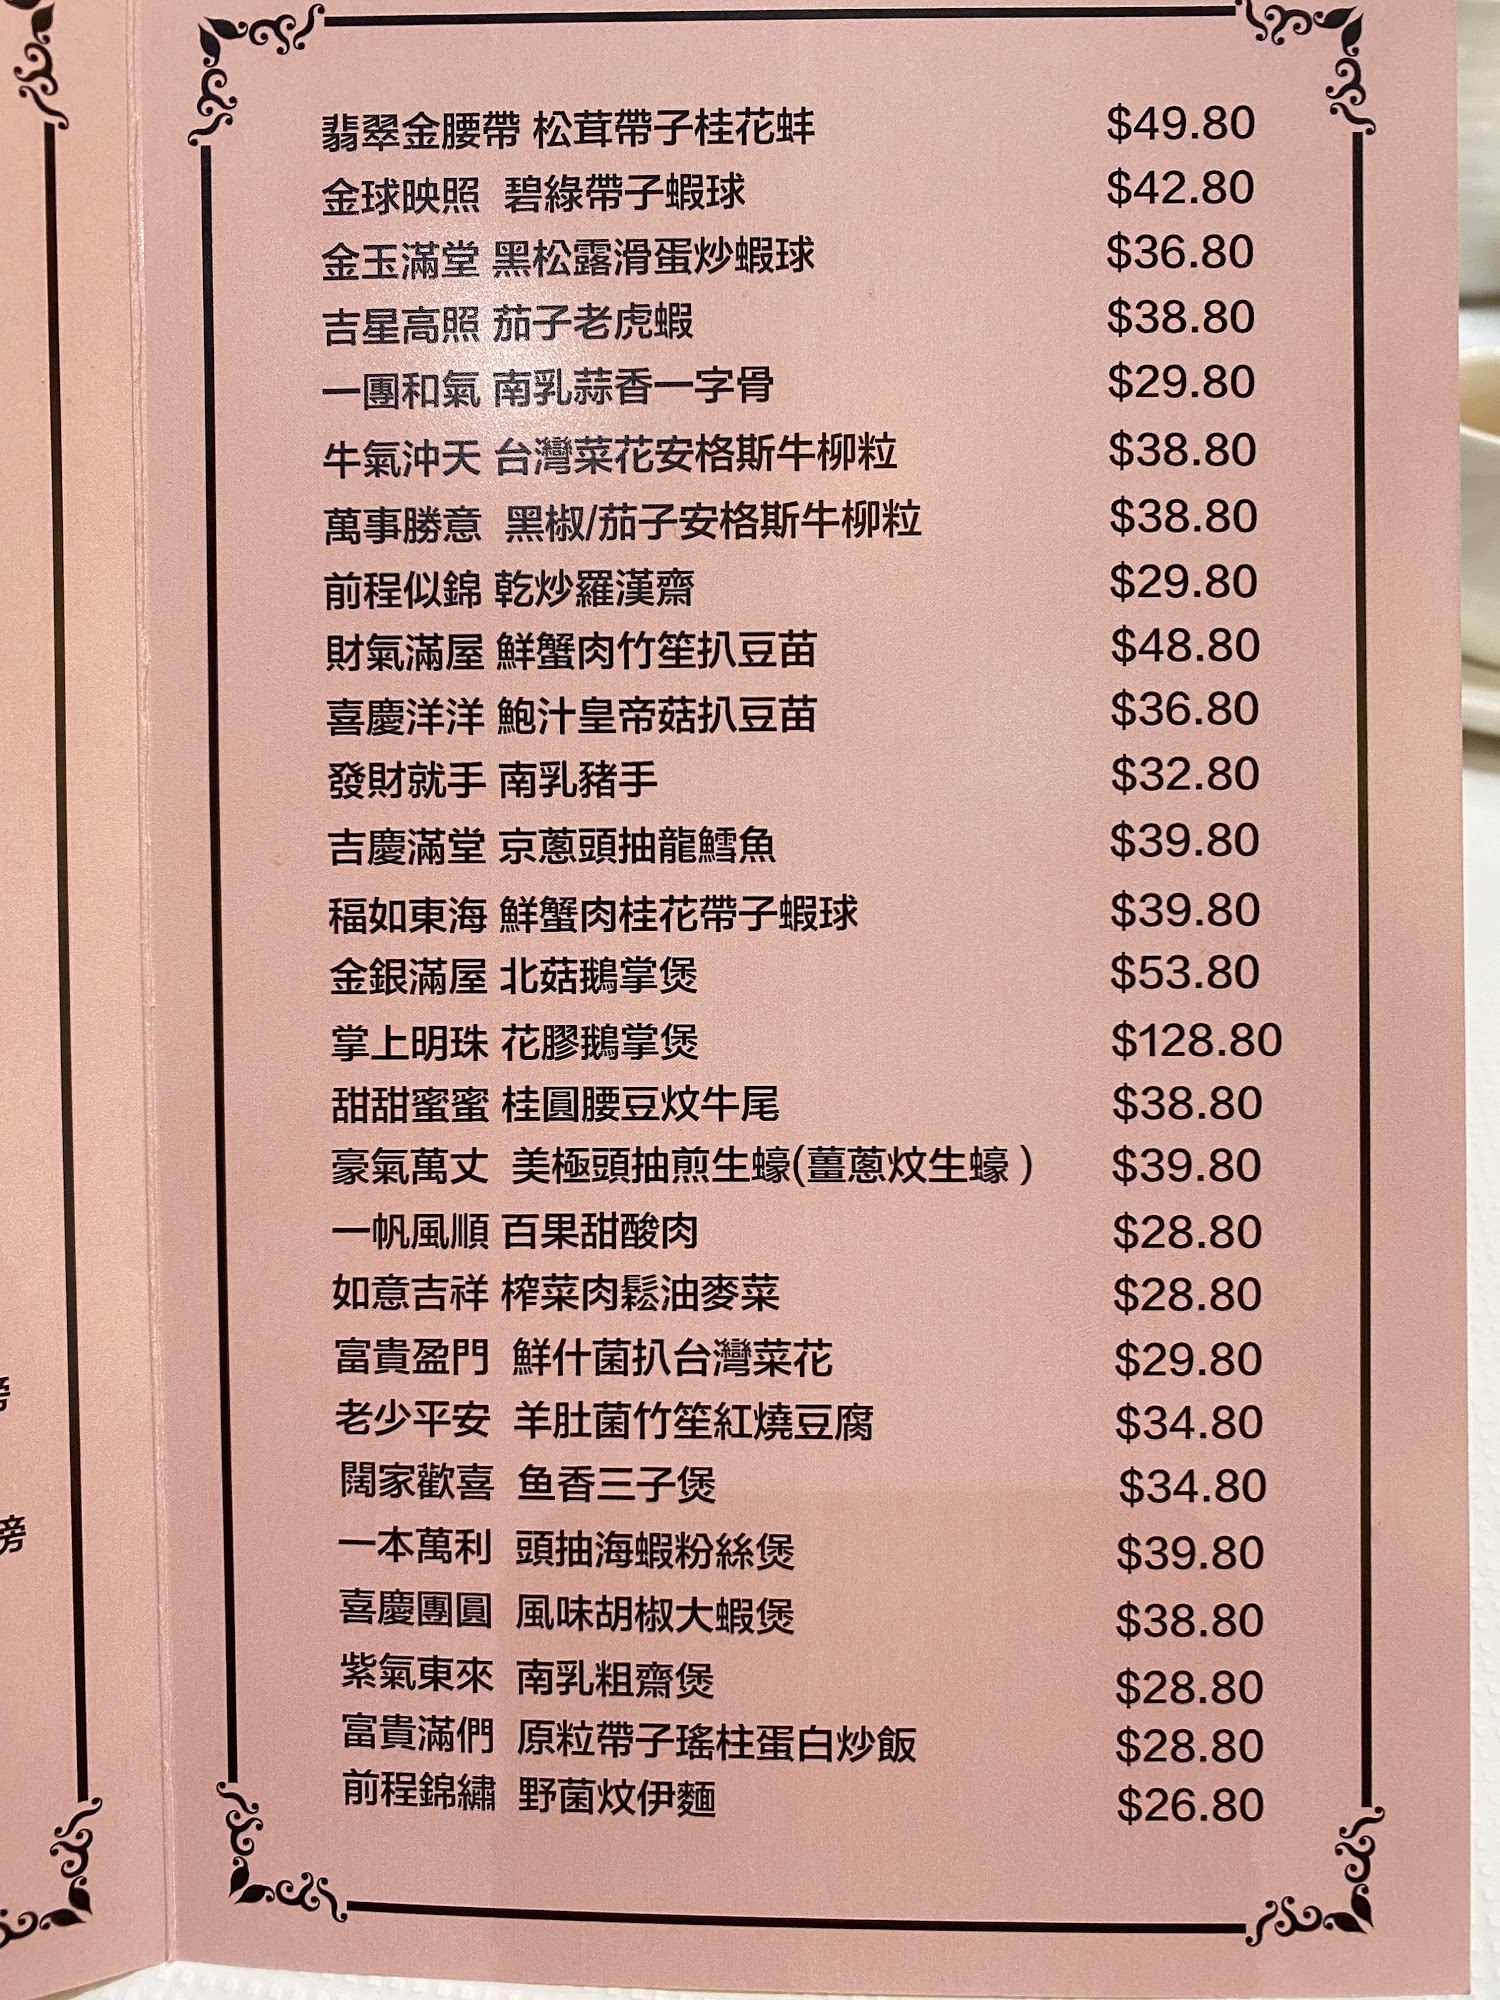 翡翠金腰帶 松茸帶子桂花蚌 $49.80
金球映照 碧綠帶子蝦球 $42.80
金玉滿堂 黑松露滑蛋炒蝦球 $36.80
吉星高照 茄子老虎蝦 $38.80
一團和氣 南乳蒜香一字骨 $29.80
牛氣沖天 台灣菜花安格斯牛柳粒 $38.80
萬事勝意 黑椒/茄子安格斯牛柳粒 $38.80
前程似錦 乾炒羅漢齋 $29.80
財氣滿屋 鮮蟹肉竹笙扒豆苗 $48.80
喜慶洋洋 鮑汁皇帝菇扒豆苗 $36.80
發財就手 南乳豬手 $32.80
吉慶滿堂 京蔥頭抽龍鱈魚 $39.80
福如東海 鮮蟹肉桂花帶子蝦球 $39.80
金銀滿屋 北菇鵝掌煲 $53.80
掌上明珠 花膠鵝掌煲 $128.80
甜甜蜜蜜 桂圓腰豆炆牛尾 $38.80
豪氣萬丈 美極頭抽煎生蠔(薑蔥炆生蠔 ) $39.80
一帆風順 百果甜酸肉 $28.80
如意吉祥 榨菜肉鬆油麥菜 $28.80
富貴盈門 鮮什菌扒台灣菜花 $29.80
老少平安 羊肚菌竹笙紅燒豆腐 $34.80
闔家歡喜 鱼香三子煲 $34.80
一本萬利 頭抽海蝦粉絲煲 $39.80
喜慶團圓 風味胡椒大蝦煲 $38.80
紫氣東來 南乳粗齋煲 $28.80
富貴滿們 原粒帶子瑤柱蛋白炒飯 $28.80
前程錦繡 野菌炆伊麵 $26.80